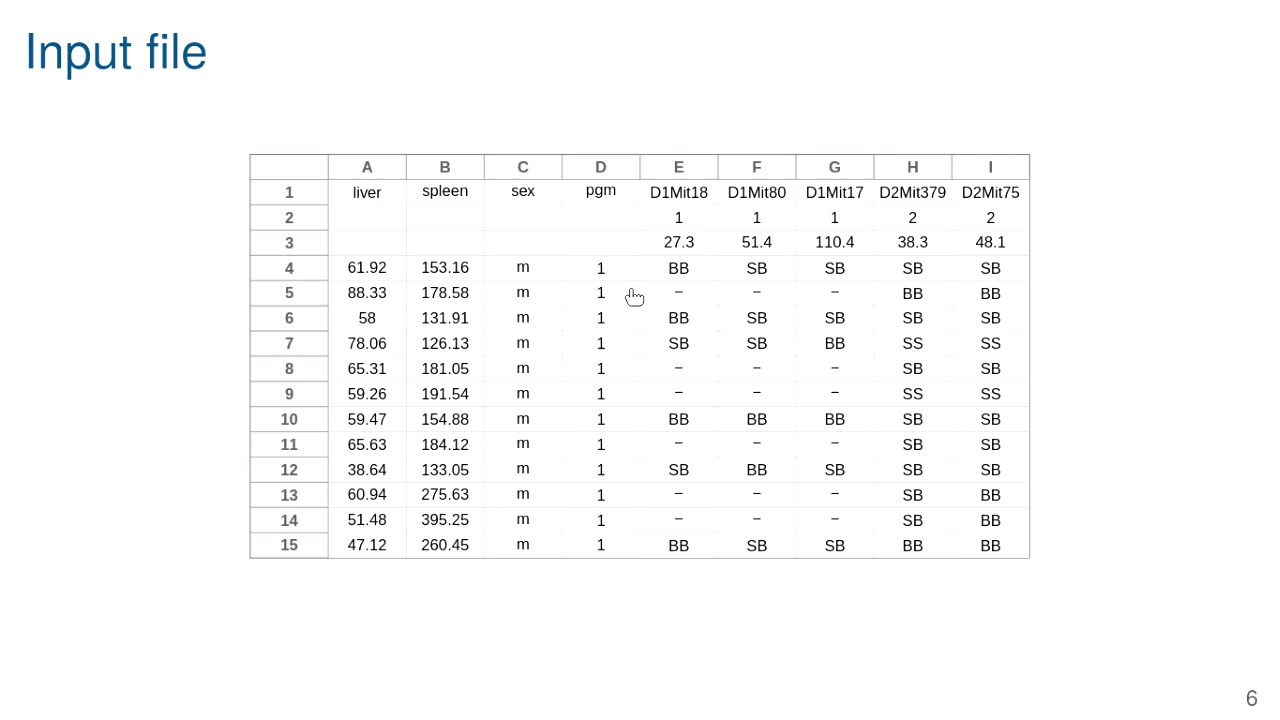 Input file
A B C D E F G H I
1 liver spleen sex pgm D1Mit18 D1Mit80 D1Mit17 D2Mit379 D2Mit75
2 1 1 1 2 2
3 27.3 51.4 110.4 38.3 48.1
4 61.92 153.16 m 1 BB SB SB SB SB
5 88.33 178.58 m 1 – – – BB BB
6 58 131.91 m 1 BB SB SB SB SB
7 78.06 126.13 m 1 SB SB BB SS SS
8 65.31 181.05 m 1 – – – SB SB
9 59.26 191.54 m 1 – – – SS SS
10 59.47 154.88 m 1 BB BB BB SB SB
11 65.63 184.12 m 1 – – – SB SB
12 38.64 133.05 m 1 SB BB SB SB SB
13 60.94 275.63 m 1 – – – SB BB
14 51.48 395.25 m 1 – – – SB BB
15 47.12 260.45 m 1 BB SB SB BB BB
6